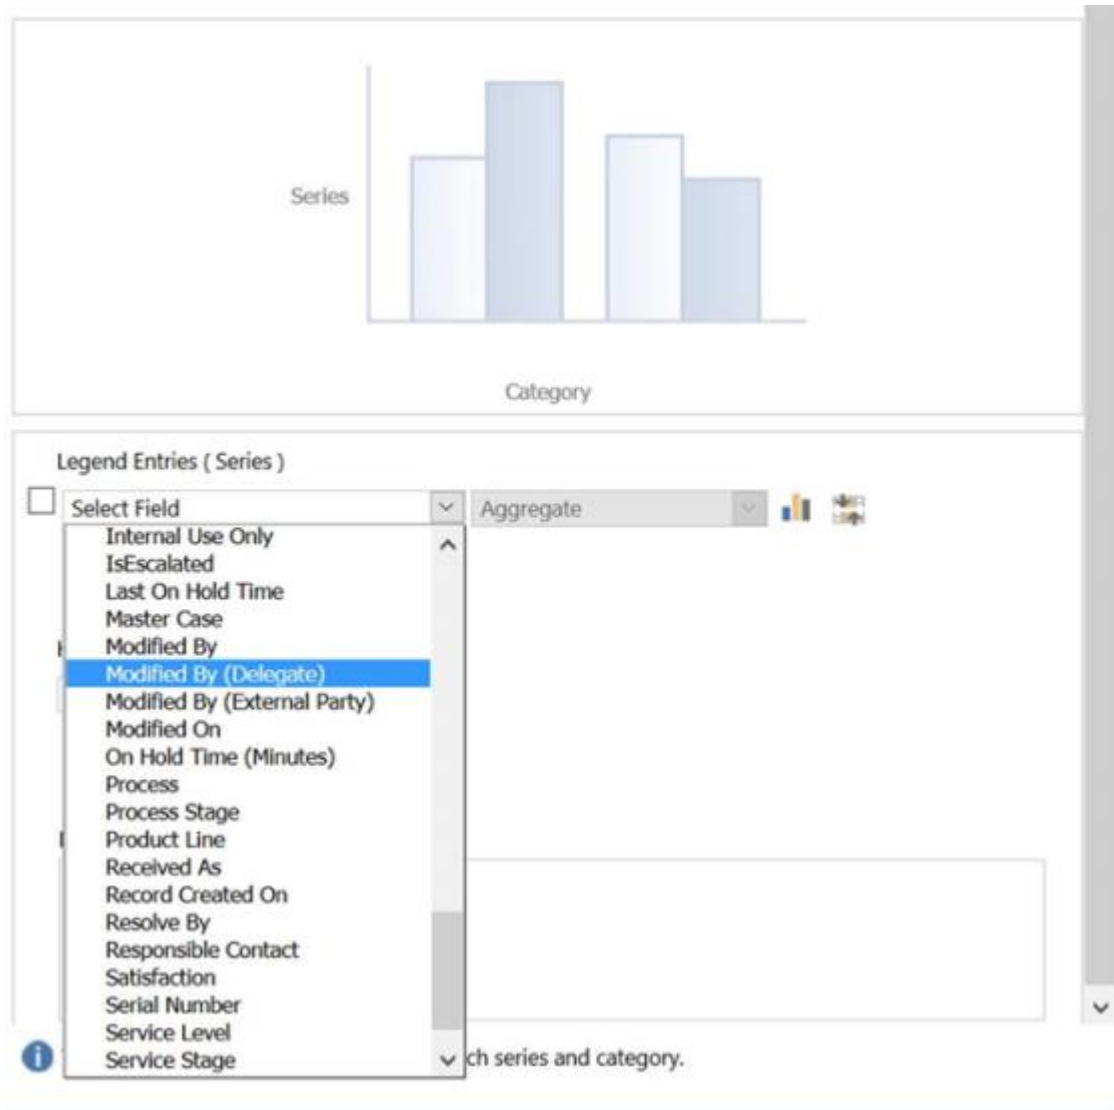 Series
Category
Legend Entries ( Series )
Select Field
Aggregate
Internal Use Only
IsEscalated
Last On Hold Time
Master Case
Modified By
Modified By (Delegate)
Modified By (External Party)
Modified On
On Hold Time (Minutes)
Process
Process Stage
Product Line
Received As
Record Created On
Resolve By
Responsible Contact
Satisfaction
Serial Number
Service Level
Service Stage
series and category.